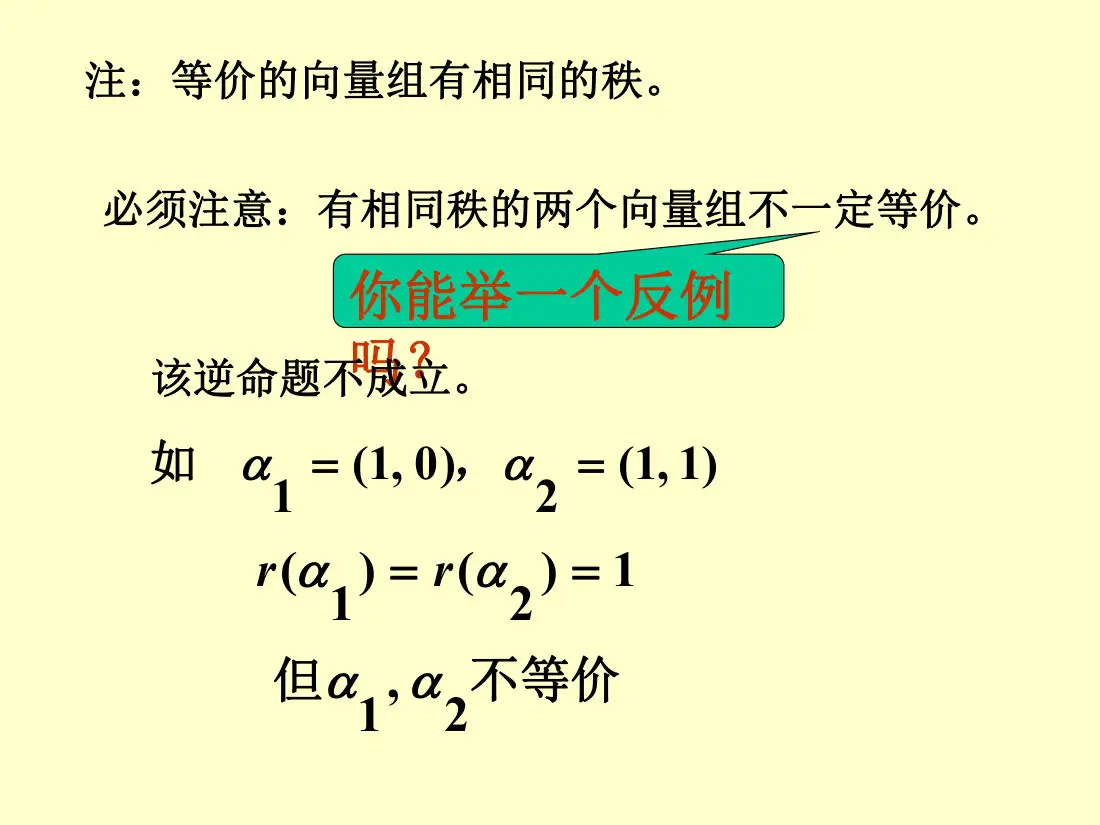 注：等价的向量组有相同的秩。
必须注意：有相同秩的两个向量组不一定等价。
你能举一个反例
吗？
该逆命题不成立。
如 α₁ = (1, 0)，α₂ = (1, 1)
r(α₁) = r(α₂) = 1
但α₁, α₂不等价